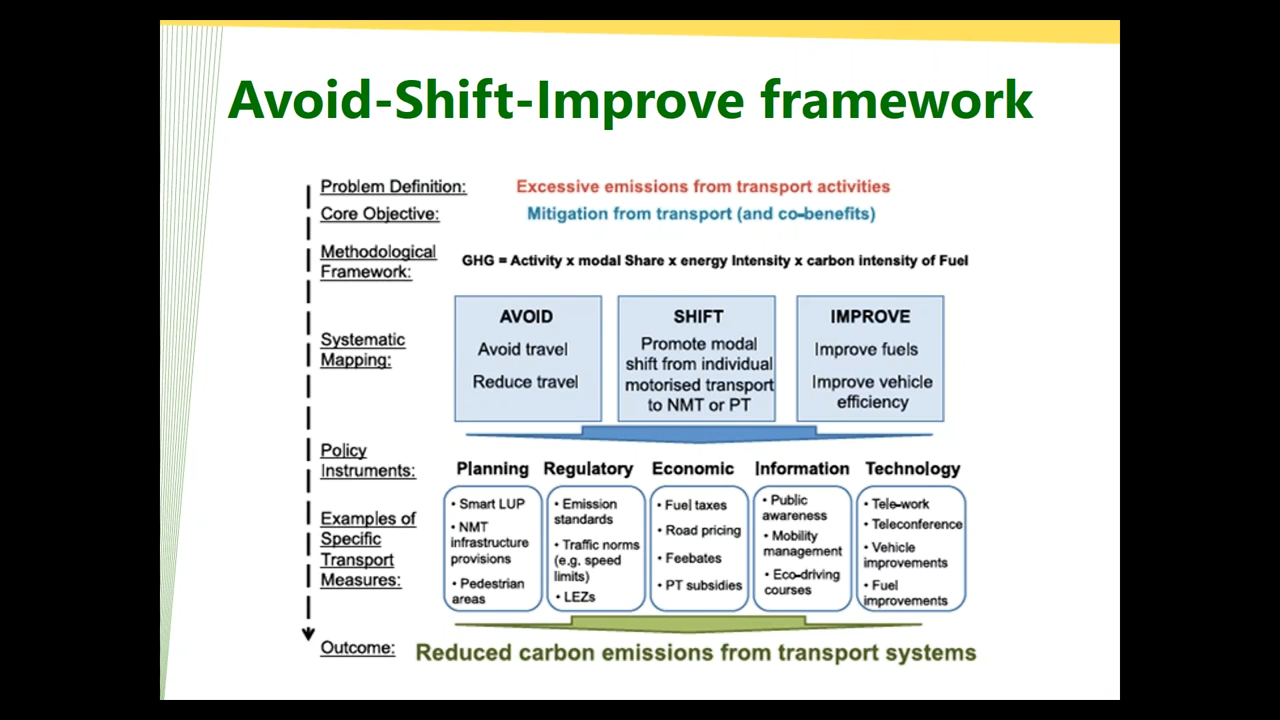 Avoid-Shift-Improve framework
Problem Definition:
Excessive emissions from transport activities
Core Objective:
Mitigation from transport (and co-benefits)
Methodological
Framework:
GHG = Activity x modal Share x energy Intensity x carbon intensity of Fuel
Systematic
Mapping:
AVOID
Avoid travel
Reduce travel
SHIFT
Promote modal
shift from individual
motorised transport
to NMT or PT
IMPROVE
Improve fuels
Improve vehicle
efficiency
Policy
Instruments:
Planning
Regulatory
Economic
Information
Technology
Examples of
Specific
Transport
Measures:
• Smart LUP
• NMT
infrastructure
provisions
• Pedestrian
areas
• Emission
standards
• Traffic norms
(e.g. speed
limits)
• LEZs
• Fuel taxes
• Road pricing
• Feebates
• PT subsidies
• Public
awareness
• Mobility
management
• Eco-driving
courses
• Tele-work
• Teleconference
• Vehicle
improvements
• Fuel
improvements
Outcome:
Reduced carbon emissions from transport systems